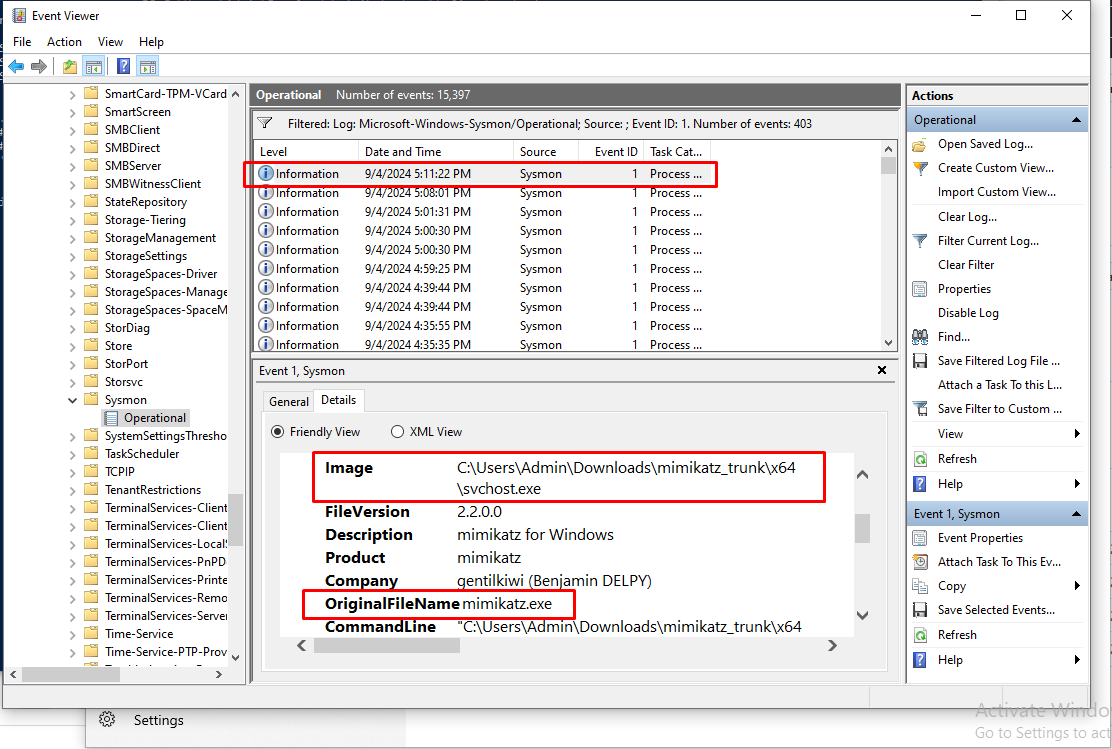 Event Viewer
File Action View Help
SmartCard-TPM-VCard
SmartScreen
SMBClient
SMBDirect
SMBServer
SMBWitnessClient
StateRepository
Storage-Tiering
StorageManagement
StorageSettings
StorageSpaces-Driver
StorageSpaces-Manage
StorageSpaces-SpaceM
StorDiag
Store
StorPort
Storsvc
Sysmon
Operational
SystemSettingsThresho
TaskScheduler
TCPIP
TenantRestrictions
TerminalServices-Client
TerminalServices-Client
TerminalServices-Local
TerminalServices-PnPD
TerminalServices-Printe
TerminalServices-Remo
TerminalServices-Server
Time-Service
Time-Service-PTP-Prov
Operational Number of events: 15,397
Filtered: Log: Microsoft-Windows-Sysmon/Operational; Source: ; Event ID: 1. Number of events: 403
Level Date and Time Source Event ID Task Cat...
Information 9/4/2024 5:11:22 PM Sysmon 1 Process ...
Information 9/4/2024 5:08:01 PM Sysmon 1 Process ...
Information 9/4/2024 5:01:31 PM Sysmon 1 Process ...
Information 9/4/2024 5:00:30 PM Sysmon 1 Process ...
Information 9/4/2024 5:00:30 PM Sysmon 1 Process ...
Information 9/4/2024 4:59:25 PM Sysmon 1 Process ...
Information 9/4/2024 4:39:44 PM Sysmon 1 Process ...
Information 9/4/2024 4:39:44 PM Sysmon 1 Process ...
Information 9/4/2024 4:35:55 PM Sysmon 1 Process ...
Information 9/4/2024 4:35:35 PM Sysmon 1 Process ...
Event 1, Sysmon
General Details
Friendly View XML View
Image C:\Users\Admin\Downloads\mimikatz_trunk\x64
\svchost.exe
FileVersion 2.2.0.0
Description mimikatz for Windows
Product mimikatz
Company gentilkiwi (Benjamin DELPY)
OriginalFileName mimikatz.exe
CommandLine "C:\Users\Admin\Downloads\mimikatz_trunk\x64
Actions
Operational
Open Saved Log...
Create Custom View...
Import Custom View...
Clear Log...
Filter Current Log...
Clear Filter
Properties
Disable Log
Find...
Save Filtered Log File ...
Attach a Task To this L...
Save Filter to Custom ...
View
Refresh
Help
Event 1, Sysmon
Event Properties
Attach Task To This Ev...
Copy
Save Selected Events...
Refresh
Help
Settings
Activate Windo
Go to Settings to act